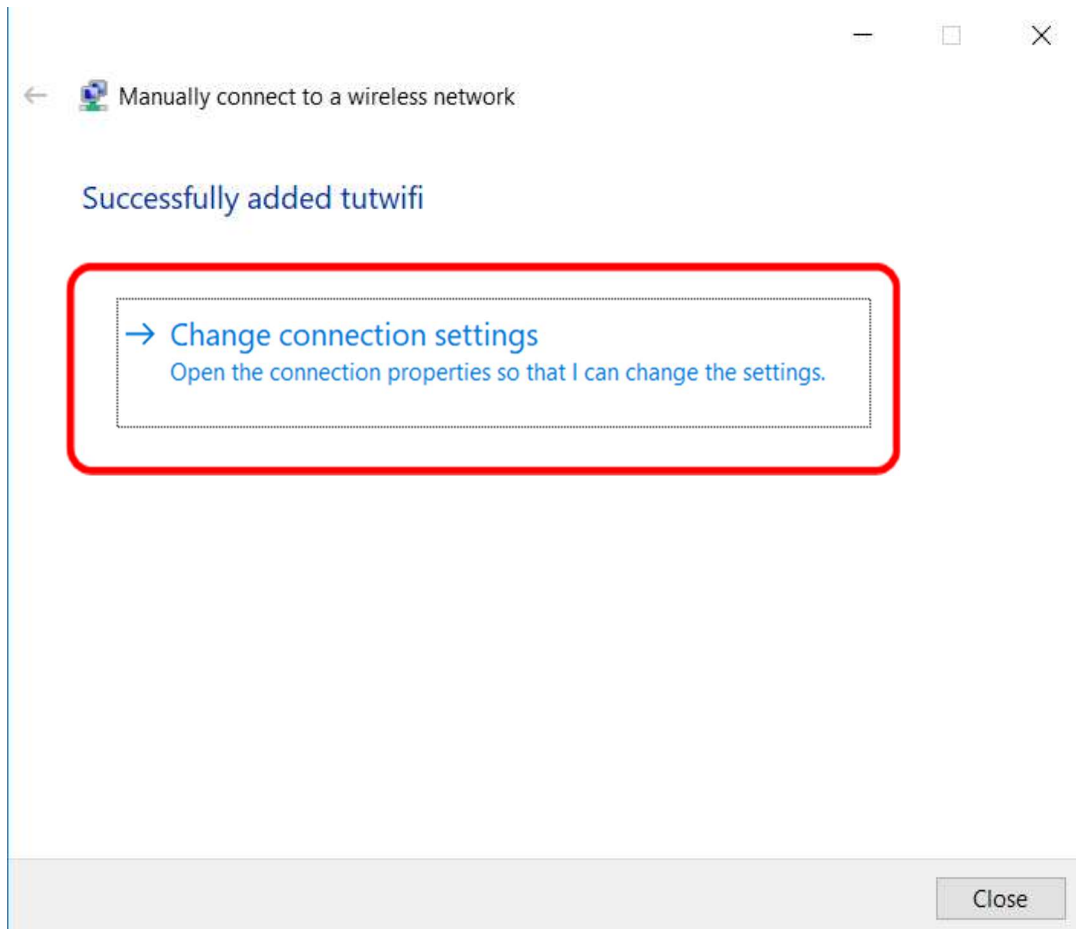 Manually connect to a wireless network
Successfully added tutwifi
Change connection settings
Open the connection properties so that I can change the settings.
Close